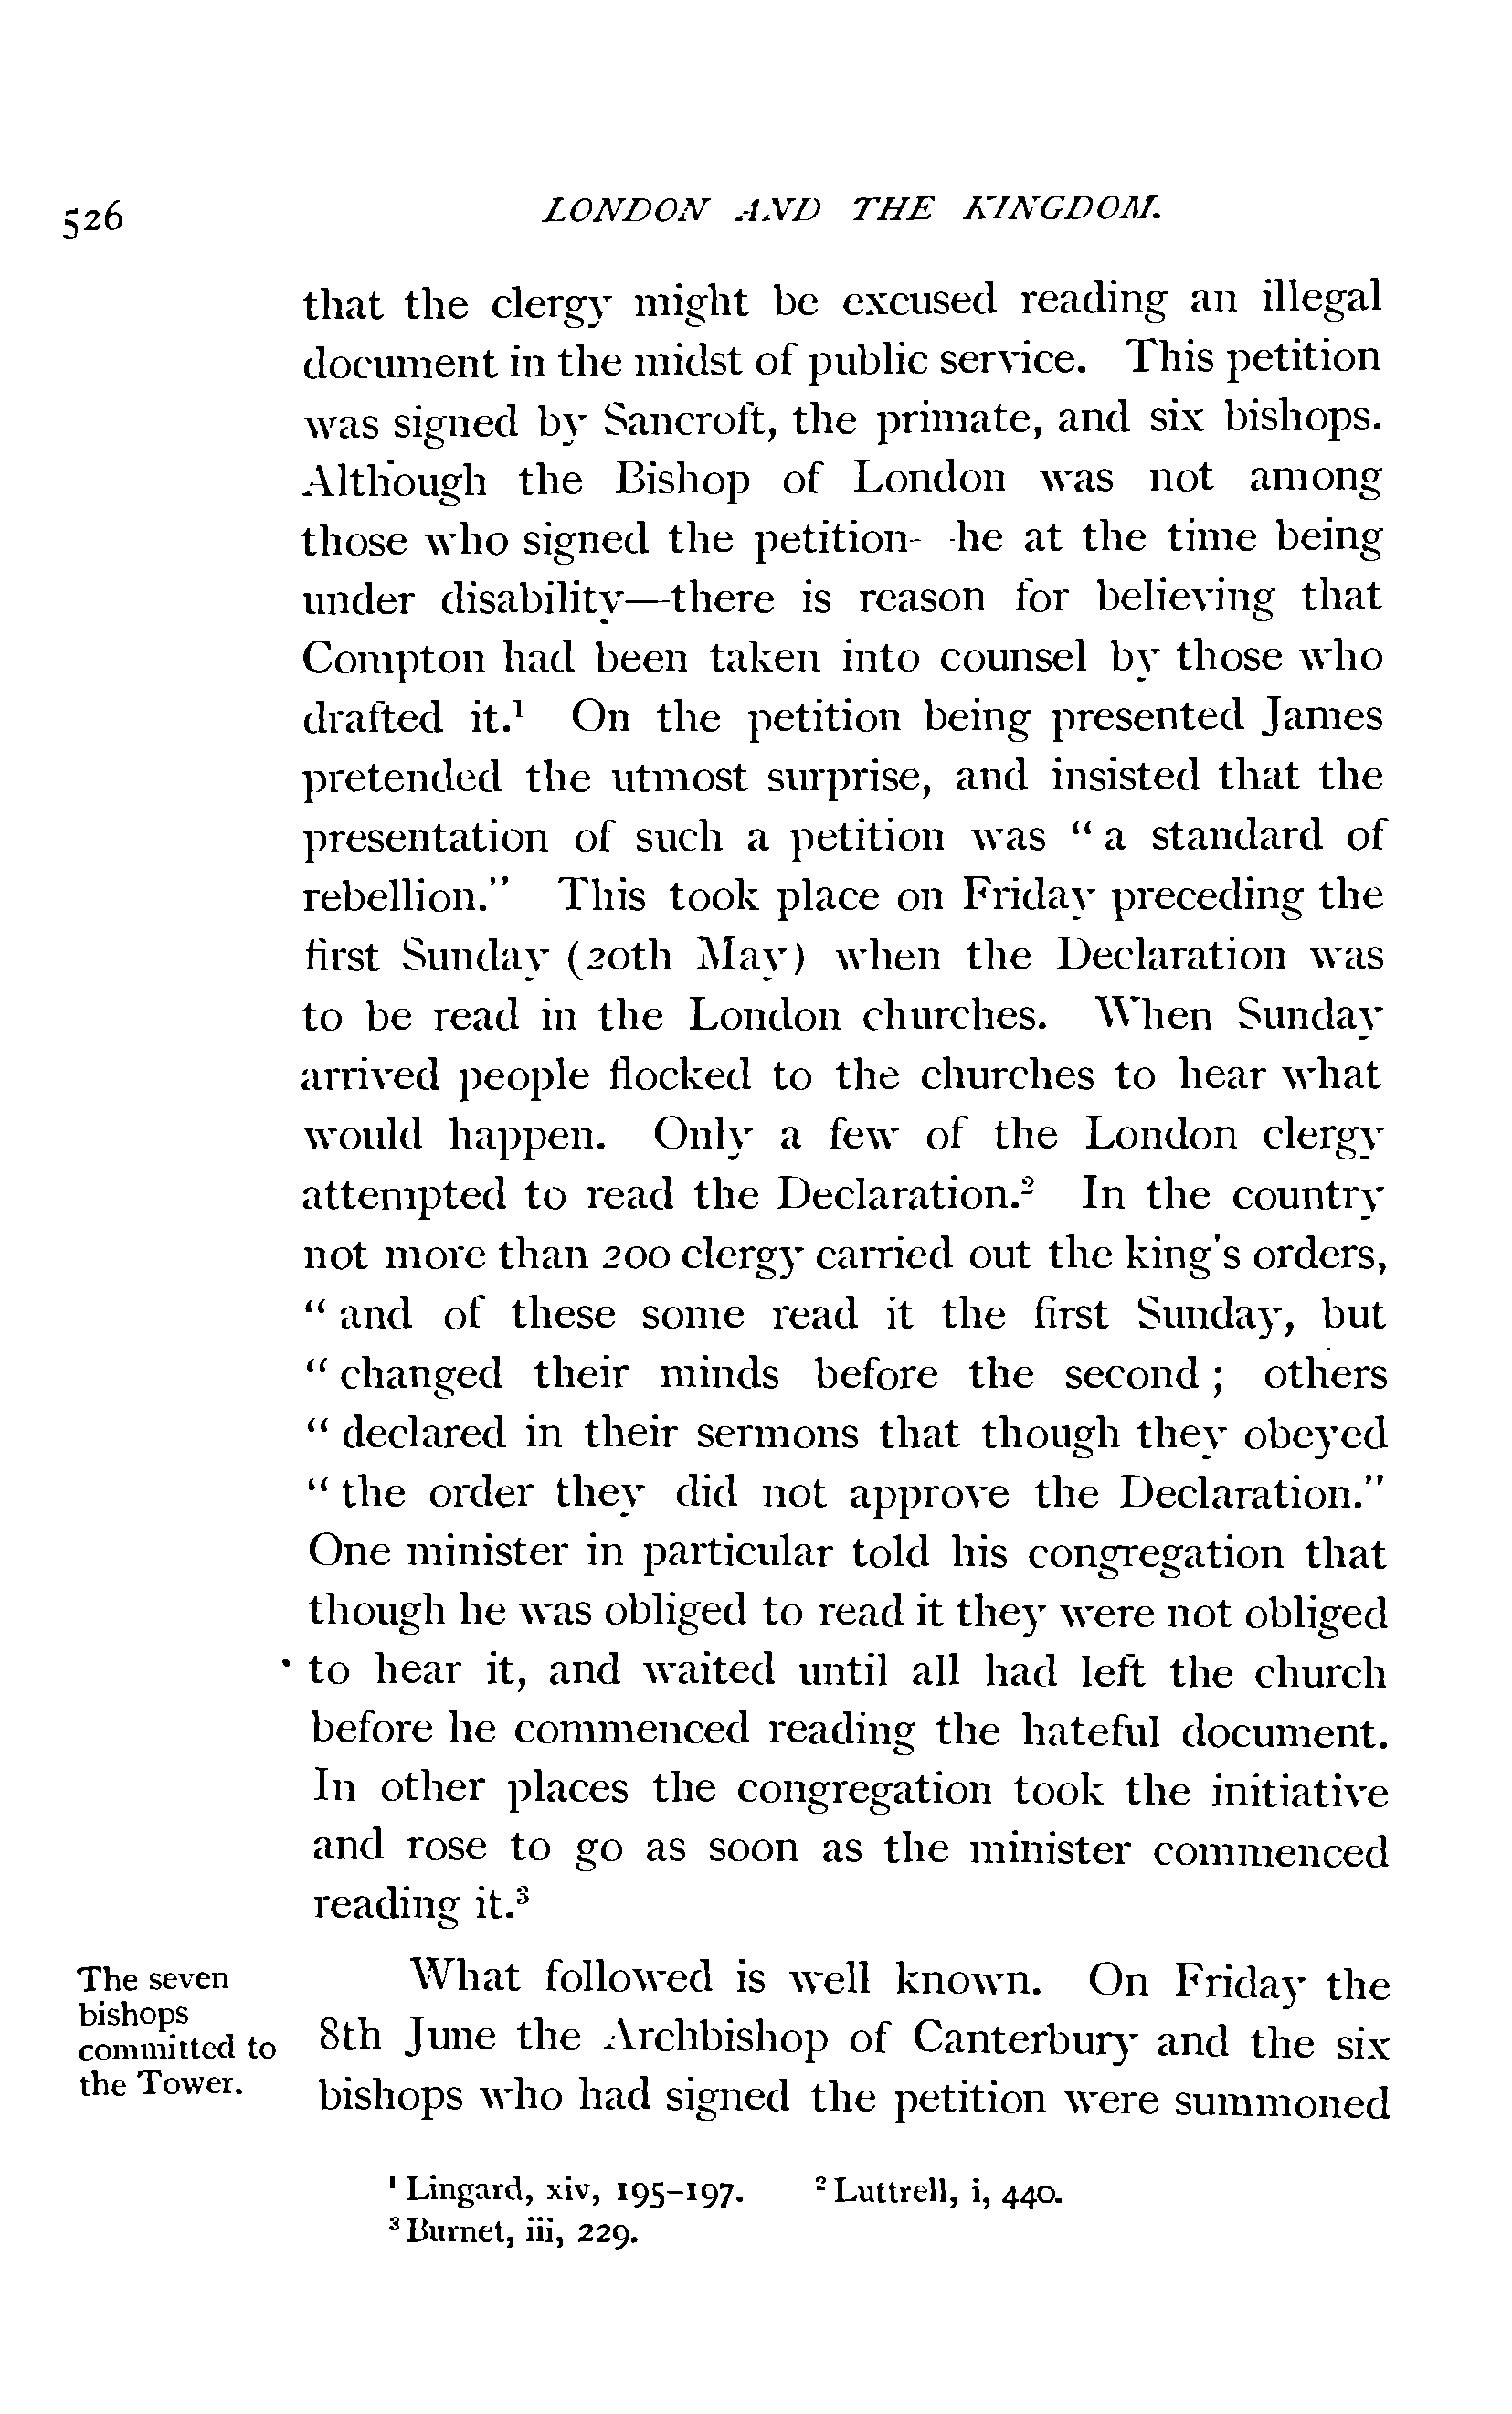 526
LONDON AND THE KINGDOM.
that the clergy might be excused reading an illegal
document in the midst of public service. This petition
was signed by Sancroft, the primate, and six bishops.
Although the Bishop of London was not among
those who signed the petition--he at the time being
under disability—there is reason for believing that
Compton had been taken into counsel by those who
drafted it.¹ On the petition being presented James
pretended the utmost surprise, and insisted that the
presentation of such a petition was “a standard of
rebellion.” This took place on Friday preceding the
first Sunday (20th May) when the Declaration was
to be read in the London churches. When Sunday
arrived people flocked to the churches to hear what
would happen. Only a few of the London clergy
attempted to read the Declaration.² In the country
not more than 200 clergy carried out the king's orders,
“and of these some read it the first Sunday, but
“changed their minds before the second; others
“declared in their sermons that though they obeyed
“the order they did not approve the Declaration.”
One minister in particular told his congregation that
though he was obliged to read it they were not obliged
to hear it, and waited until all had left the church
before he commenced reading the hateful document.
In other places the congregation took the initiative
and rose to go as soon as the minister commenced
reading it.³
The seven
bishops
committed to
the Tower.
What followed is well known. On Friday the
8th June the Archbishop of Canterbury and the six
bishops who had signed the petition were summoned
¹ Lingard, xiv, 195-197. ² Luttrell, i, 440.
³ Burnet, iii, 229.